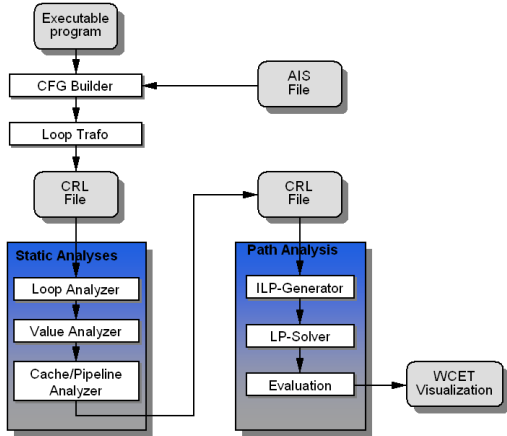 Executable
program
CFG Builder
AIS
File
Loop Trafo
CRL
File
CRL
File
Static Analyses
Loop Analyzer
Value Analyzer
Cache/Pipeline
Analyzer
Path Analysis
ILP-Generator
LP-Solver
Evaluation
WCET
Visualization